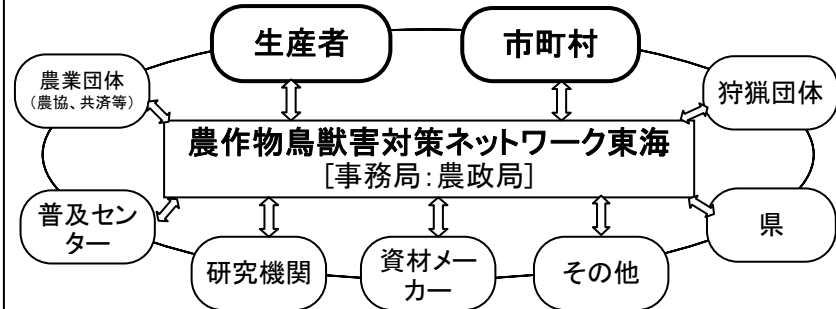 生産者
市町村
農業団体
(農協、共済等)
狩猟団体
農作物鳥獣害対策ネットワーク東海
[事務局:農政局]
普及セン
ター
県
研究機関
資材メー
カー
その他